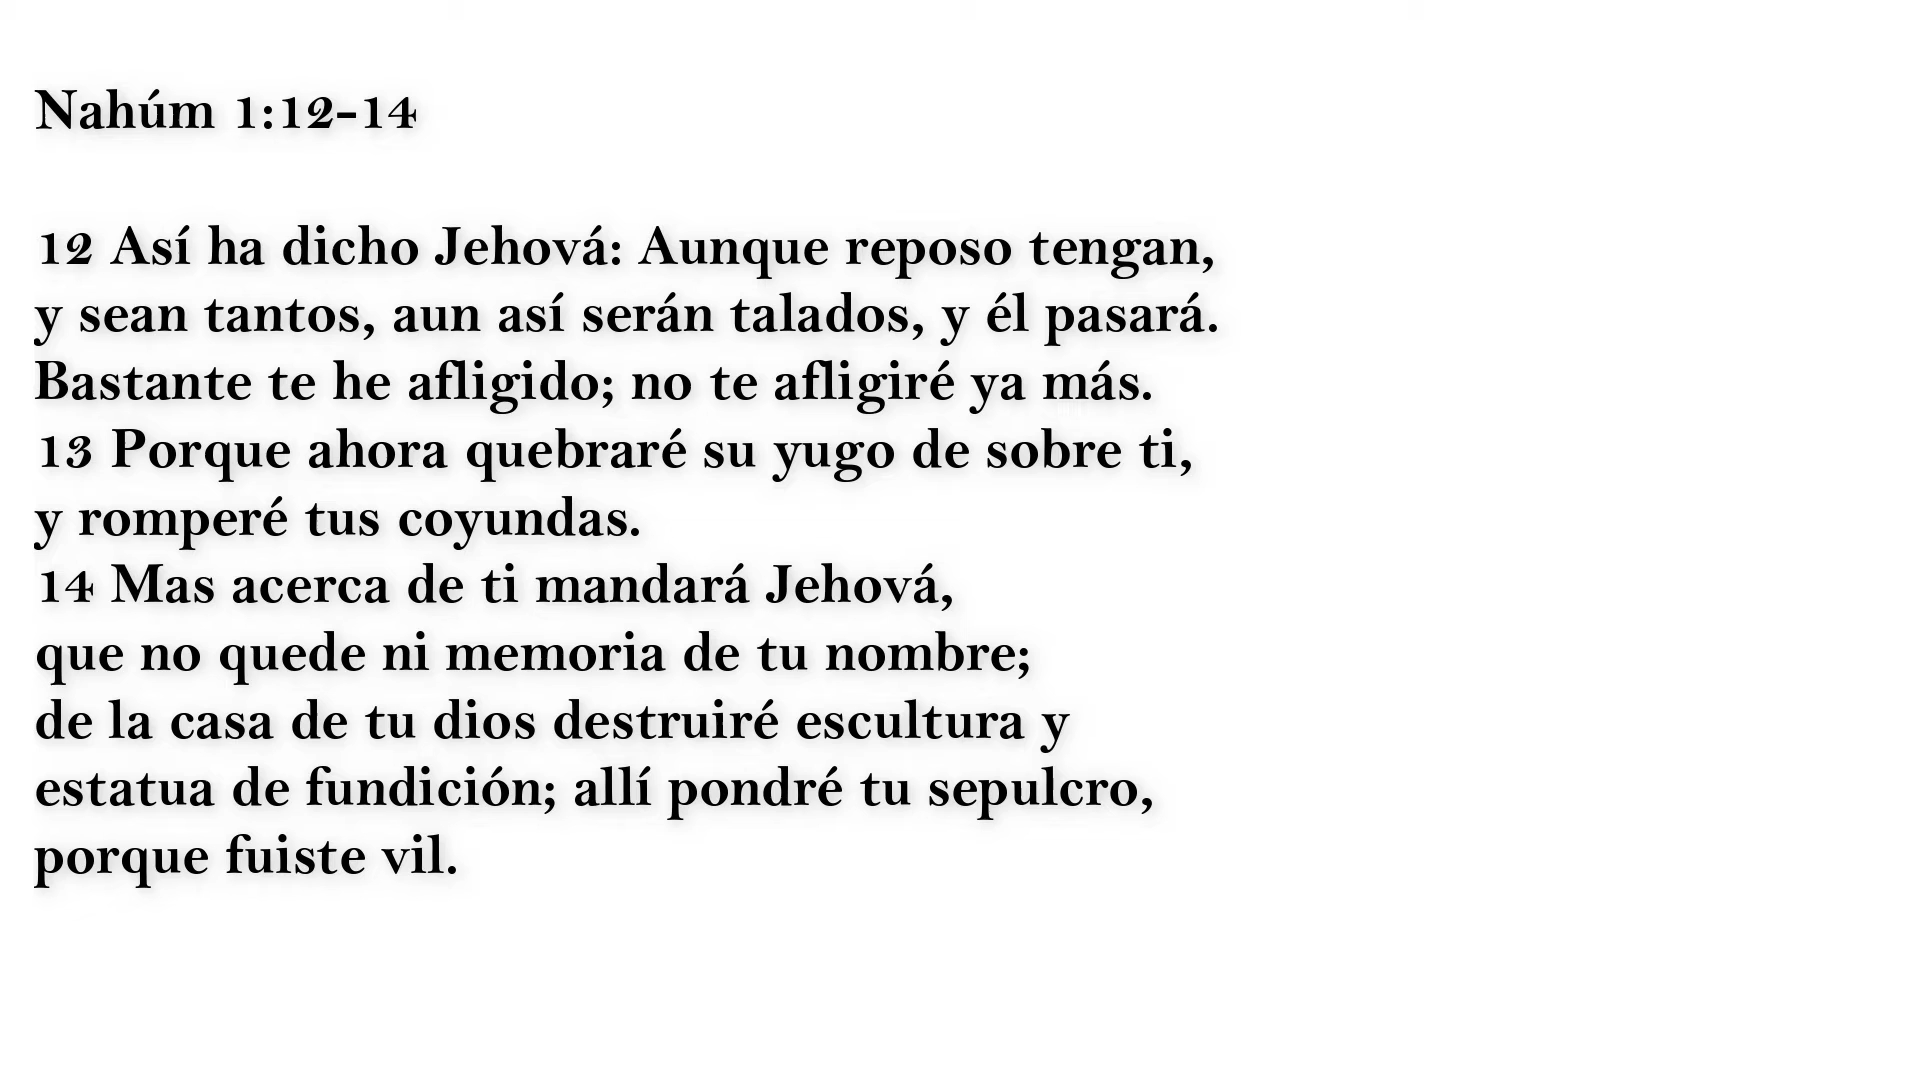 Nahúm 1:12-14
12 Así ha dicho Jehová: Aunque reposo tengan,
y sean tantos, aun así serán talados, y él pasará.
Bastante te he afligido; no te afligiré ya más.
13 Porque ahora quebraré su yugo de sobre ti,
y romperé tus coyundas.
14 Mas acerca de ti mandará Jehová,
que no quede ni memoria de tu nombre;
de la casa de tu dios destruiré escultura y
estatua de fundición; allí pondré tu sepulcro,
porque fuiste vil.